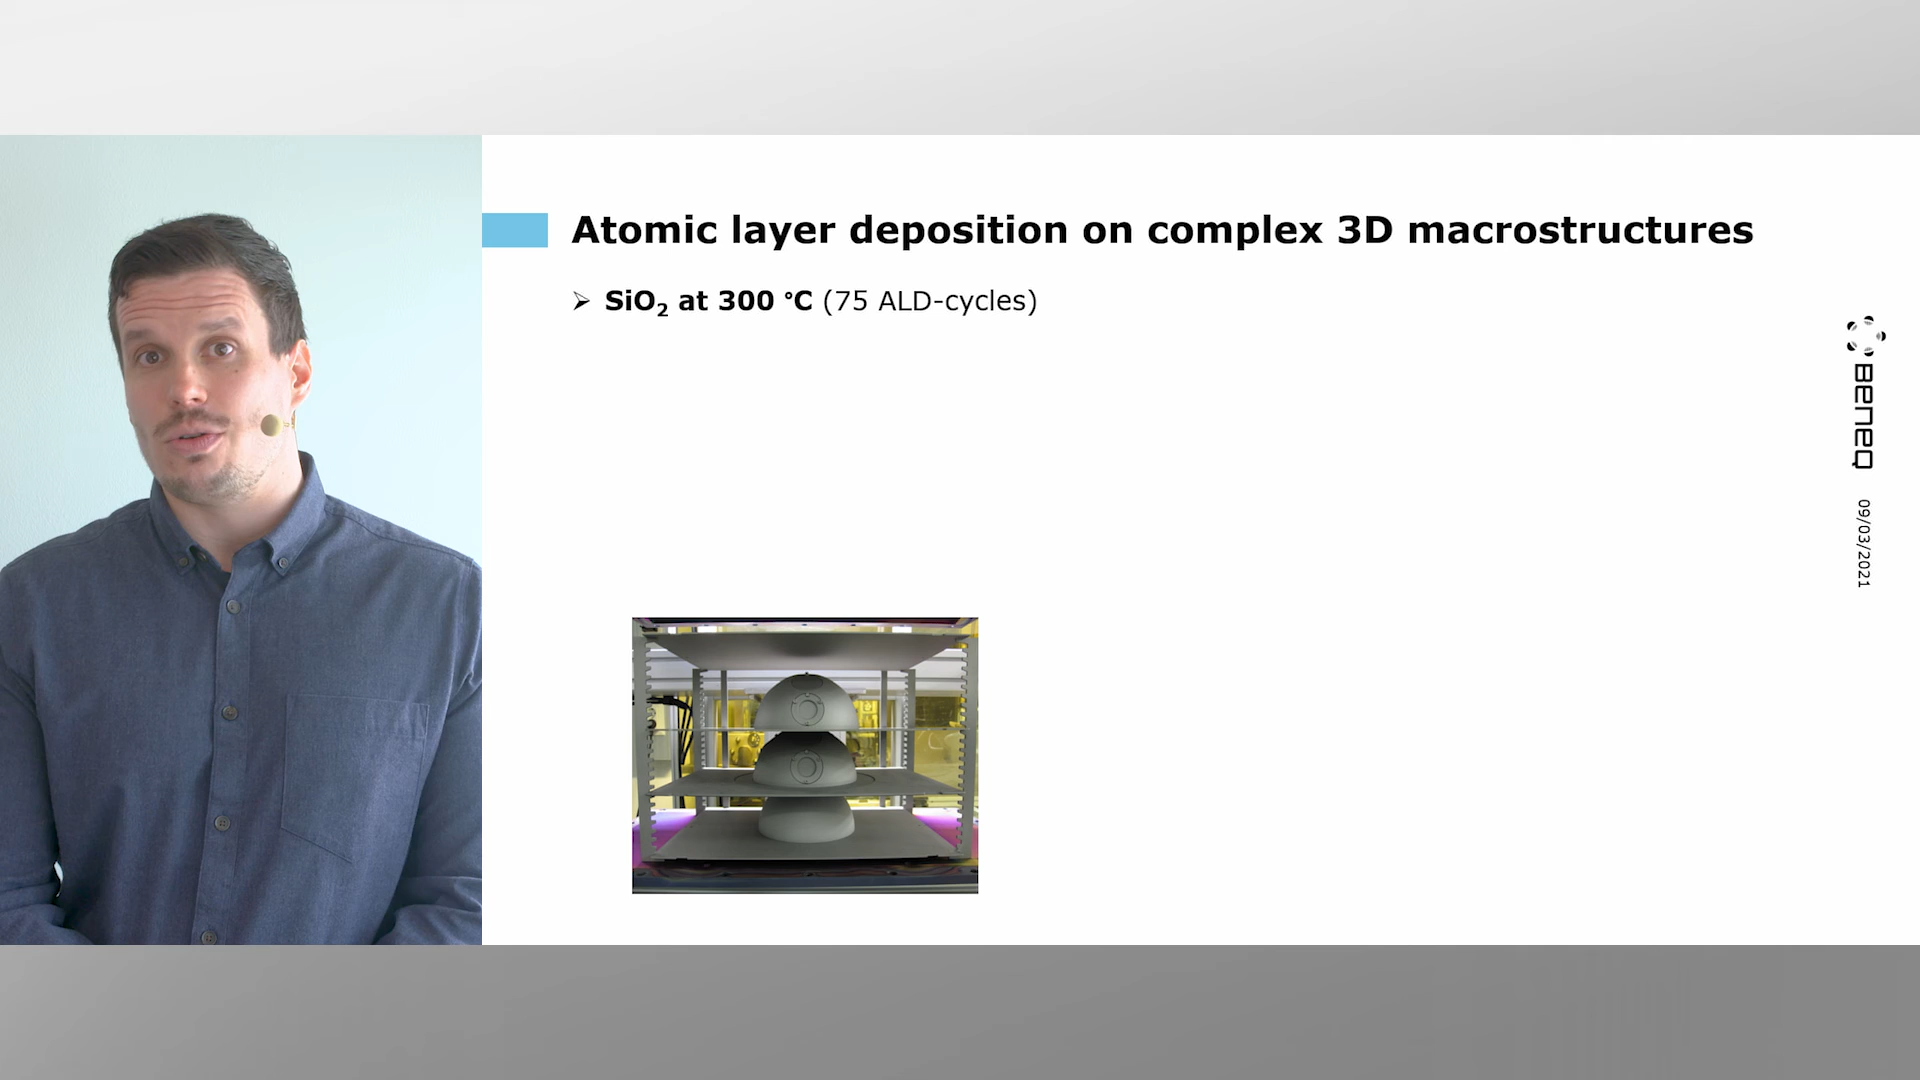 Atomic layer deposition on complex 3D macrostructures
➢ SiO₂ at 300 °C (75 ALD-cycles)
BENEQ
09/03/2021